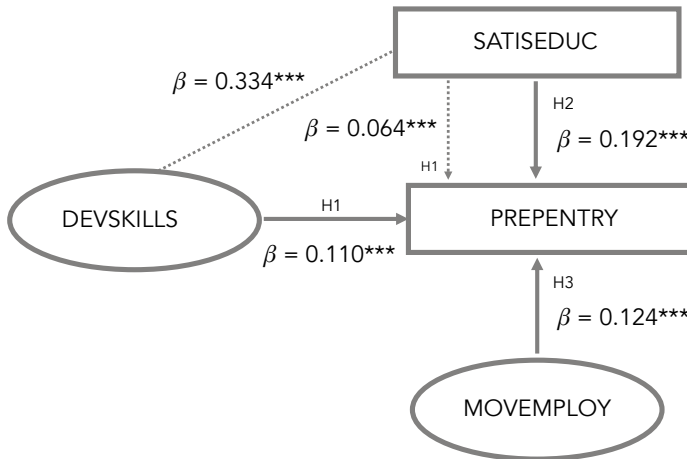 SATISEDUC
β = 0.334***
H2
β = 0.064***
β = 0.192***
H1
DEVSKILLS
H1
PREPENTRY
β = 0.110***
H3
β = 0.124***
MOVEMPLOY